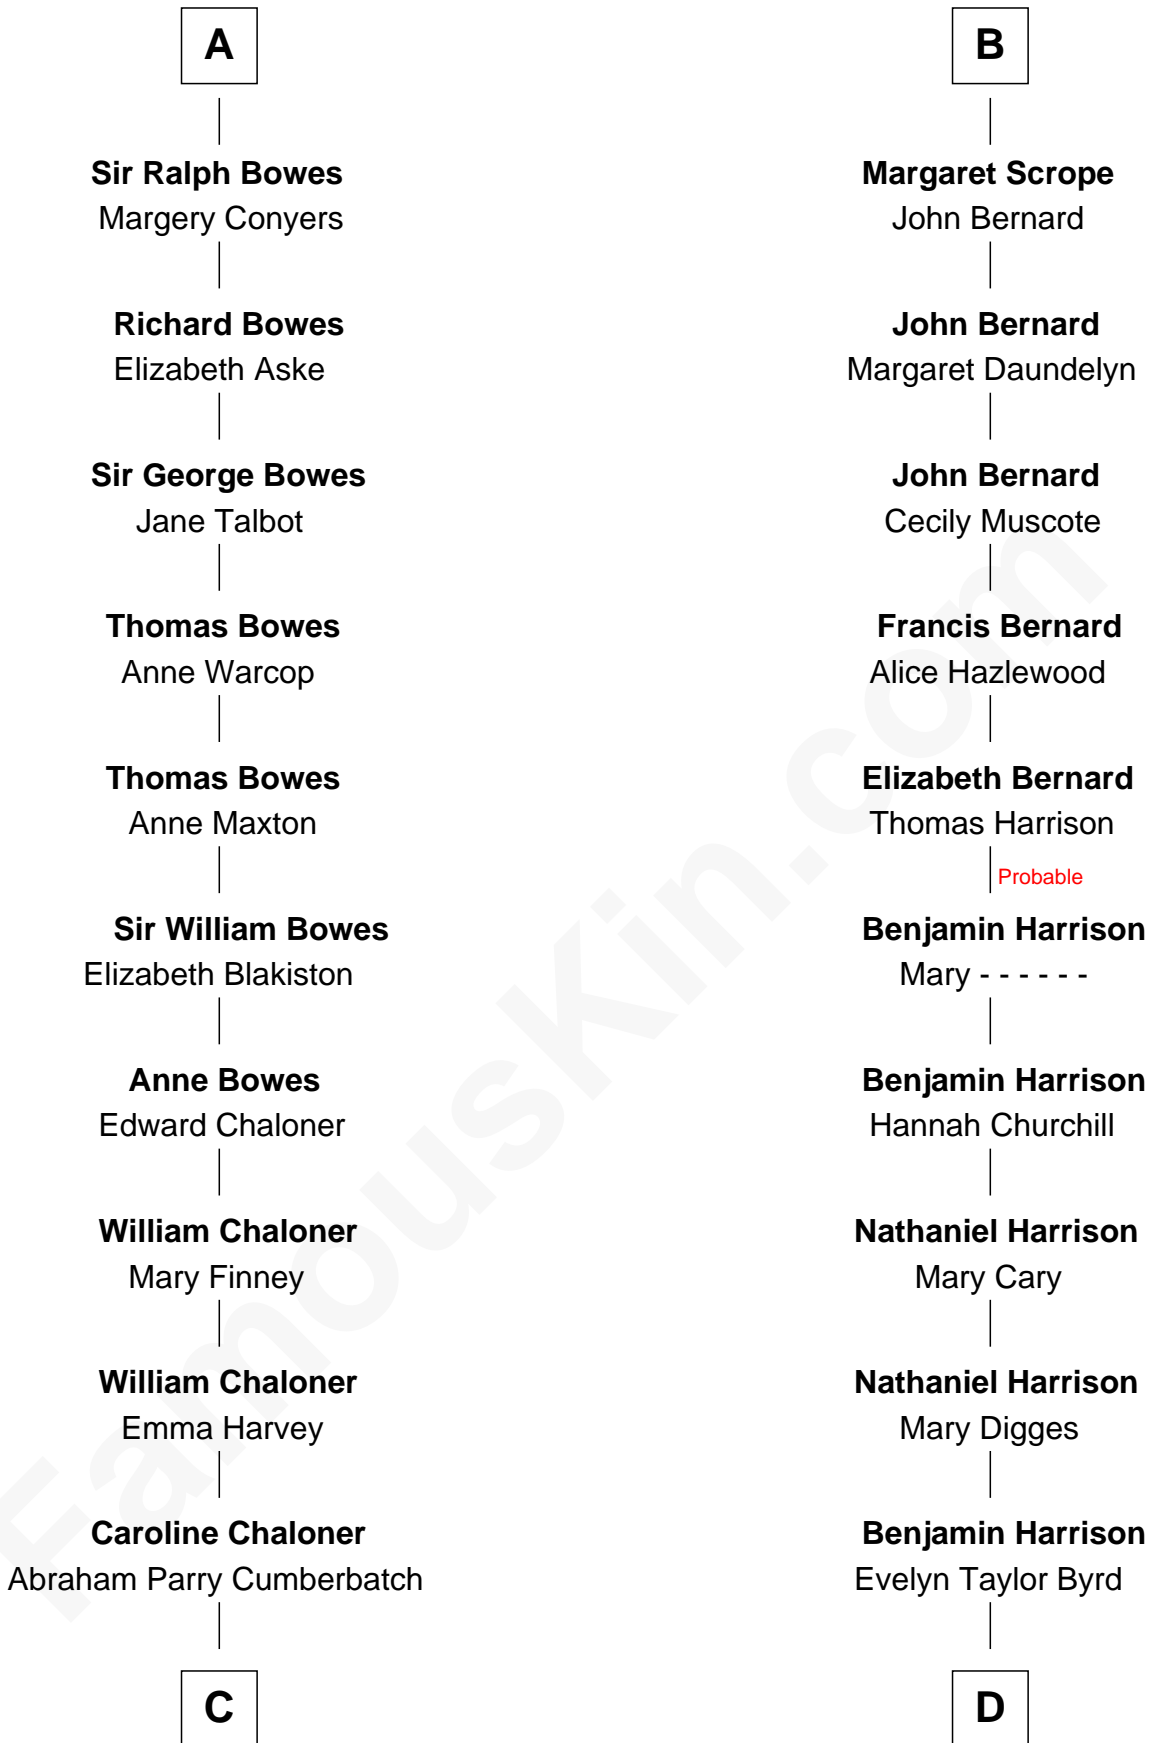 A
Sir Ralph Bowes
Margery Conyers
Richard Bowes
Elizabeth Aske
Sir George Bowes
Jane Talbot
Thomas Bowes
Anne Warcop
Thomas Bowes
Anne Maxton
Sir William Bowes
Elizabeth Blakiston
Anne Bowes
Edward Chaloner
William Chaloner
Mary Finney
William Chaloner
Emma Harvey
Caroline Chaloner
Abraham Parry Cumberbatch
C
B
Margaret Scrope
John Bernard
John Bernard
Margaret Daundelyn
John Bernard
Cecily Muscote
Francis Bernard
Alice Hazlewood
Elizabeth Bernard
Thomas Harrison
Probable
Benjamin Harrison
Mary - - - - - -
Benjamin Harrison
Hannah Churchill
Nathaniel Harrison
Mary Cary
Nathaniel Harrison
Mary Digges
Benjamin Harrison
Evelyn Taylor Byrd
D
FamousKin.com